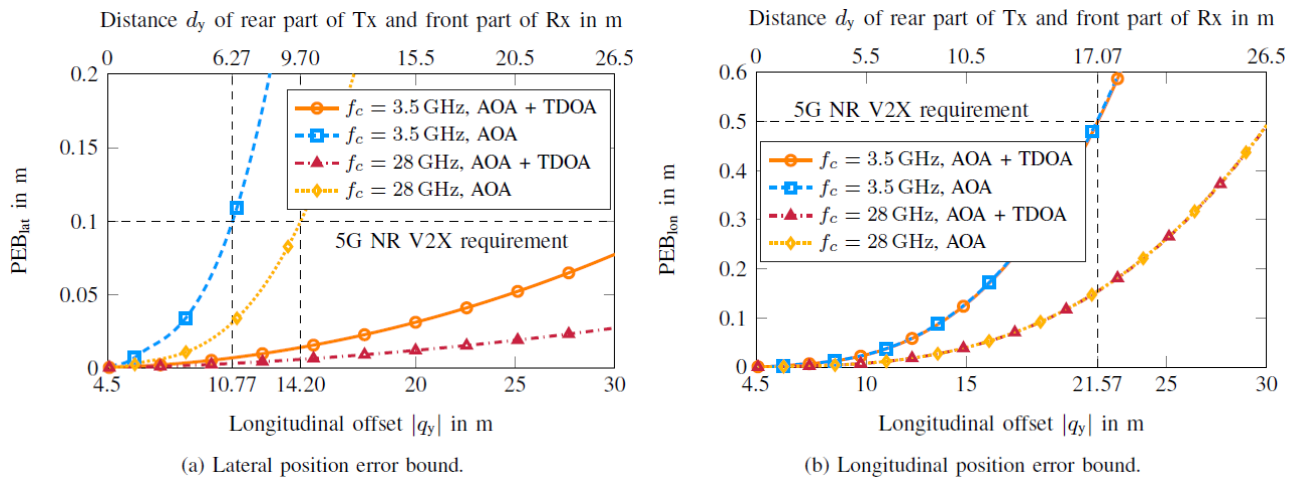 Distance d_y of rear part of Tx and front part of Rx in m
0 6.27 9.70 15.5 20.5 26.5
0.2
0.15
0.1
0.05
0
PEB_lat in m
f_c = 3.5 GHz, AOA + TDOA
f_c = 3.5 GHz, AOA
f_c = 28 GHz, AOA + TDOA
f_c = 28 GHz, AOA
5G NR V2X requirement
4.5 10.77 14.20 20 25 30
Longitudinal offset |q_y| in m
(a) Lateral position error bound.
Distance d_y of rear part of Tx and front part of Rx in m
0 5.5 10.5 17.07 26.5
0.6
0.5
0.4
0.3
0.2
0.1
0
PEB_lon in m
5G NR V2X requirement
f_c = 3.5 GHz, AOA + TDOA
f_c = 3.5 GHz, AOA
f_c = 28 GHz, AOA + TDOA
f_c = 28 GHz, AOA
4.5 10 15 21.57 25 30
Longitudinal offset |q_y| in m
(b) Longitudinal position error bound.